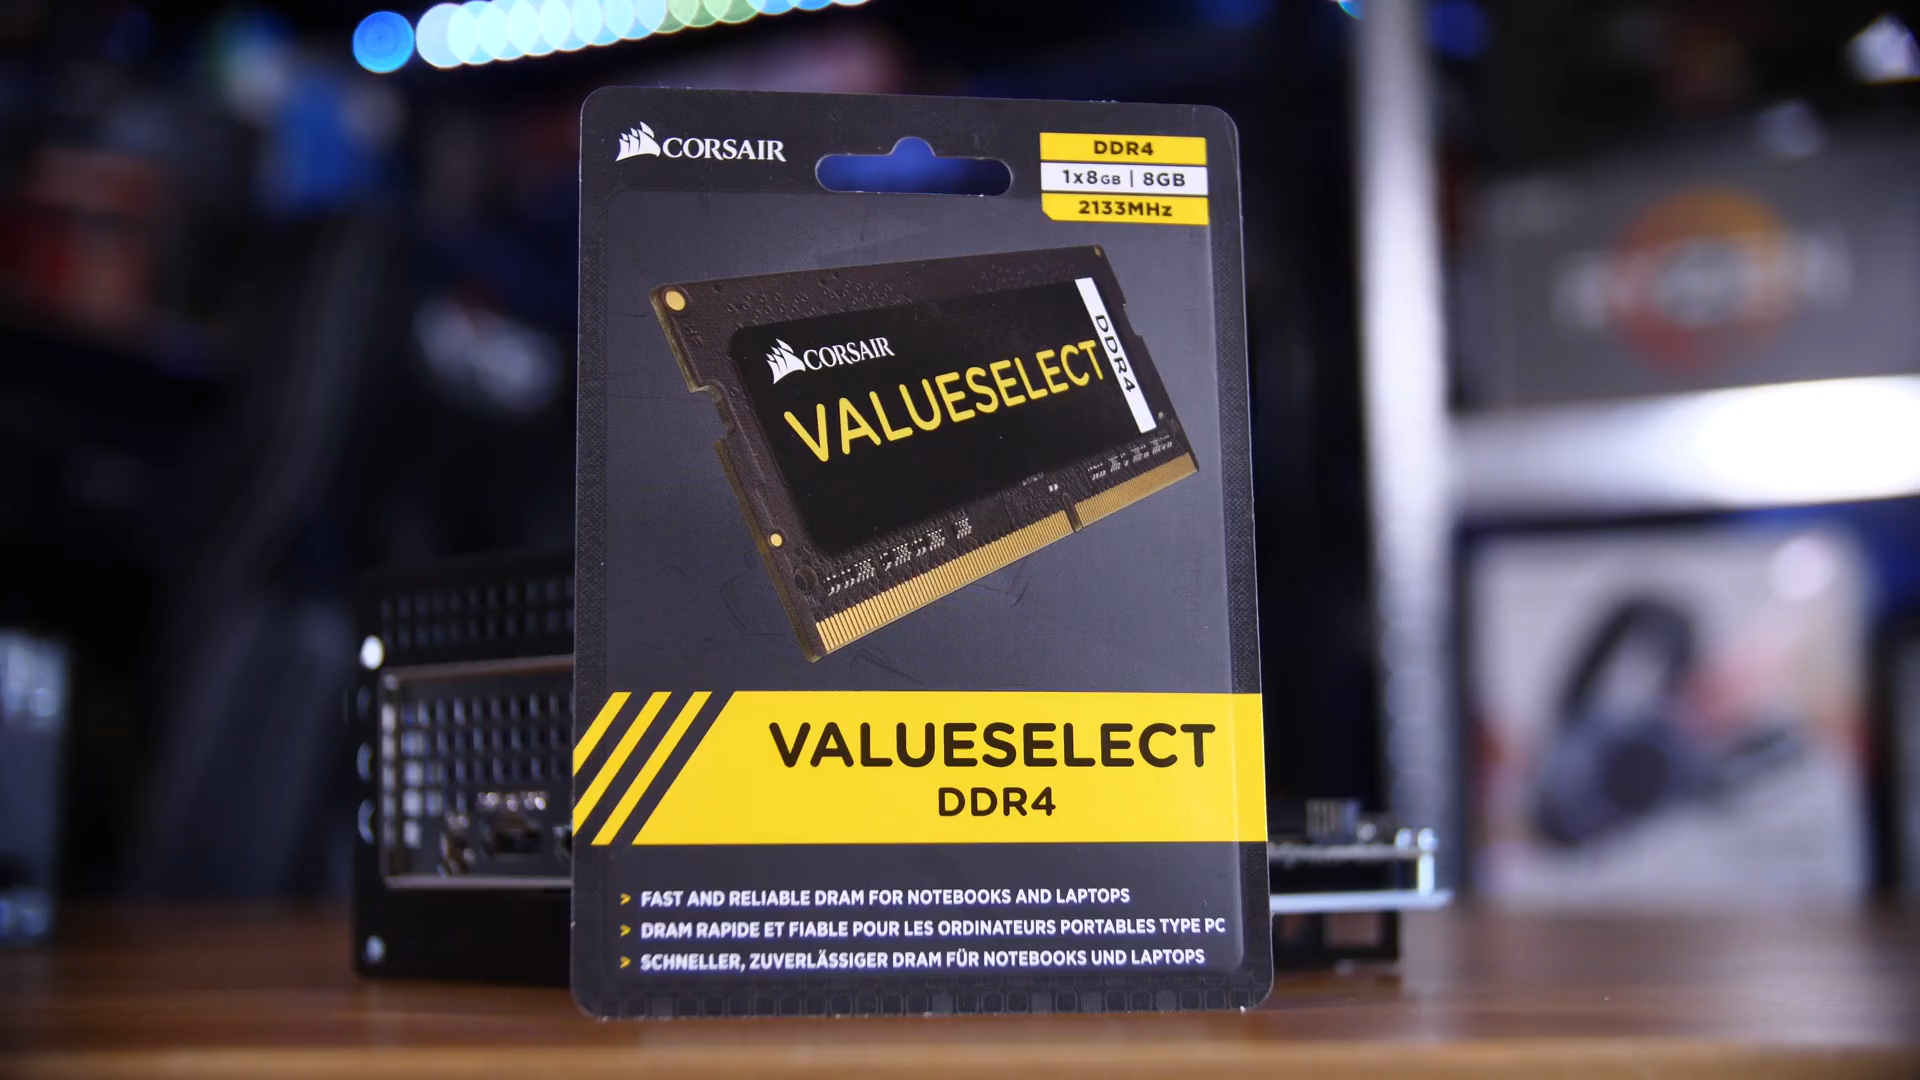 CORSAIR
DDR4
1x8GB | 8GB
2133MHz
CORSAIR
VALUESELECT
DDR4
VALUESELECT
DDR4
> FAST AND RELIABLE DRAM FOR NOTEBOOKS AND LAPTOPS
> DRAM RAPIDE ET FIABLE POUR LES ORDINATEURS PORTABLES TYPE PC
> SCHNELLER, ZUVERLÄSSIGER DRAM FÜR NOTEBOOKS UND LAPTOPS